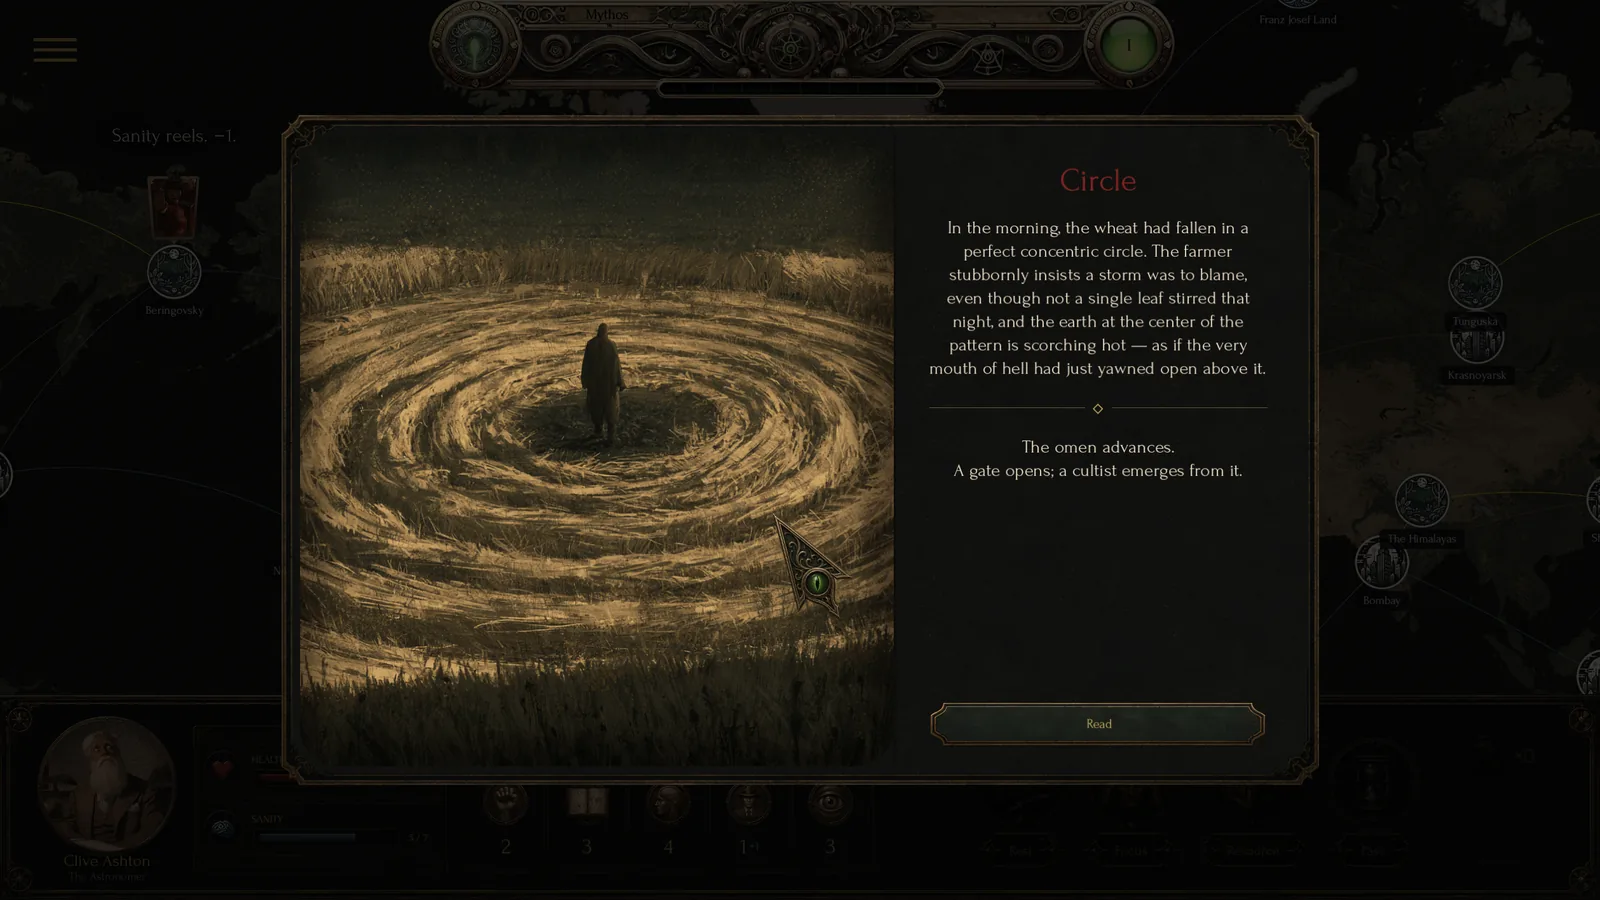 Mythos
Franz Josef Land
I
Sanity reels. −1.
Beringovsky
Circle
In the morning, the wheat had fallen in a
perfect concentric circle. The farmer
stubbornly insists a storm was to blame,
even though not a single leaf stirred that
night, and the earth at the center of the
pattern is scorching hot — as if the very
mouth of hell had just yawned open above it.
The omen advances.
A gate opens; a cultist emerges from it.
Read
Tunguska
Krasnoyarsk
The Himalayas
Bombay
SANITY
2
3
4
1
3
Clive Ashton
The Astronomer